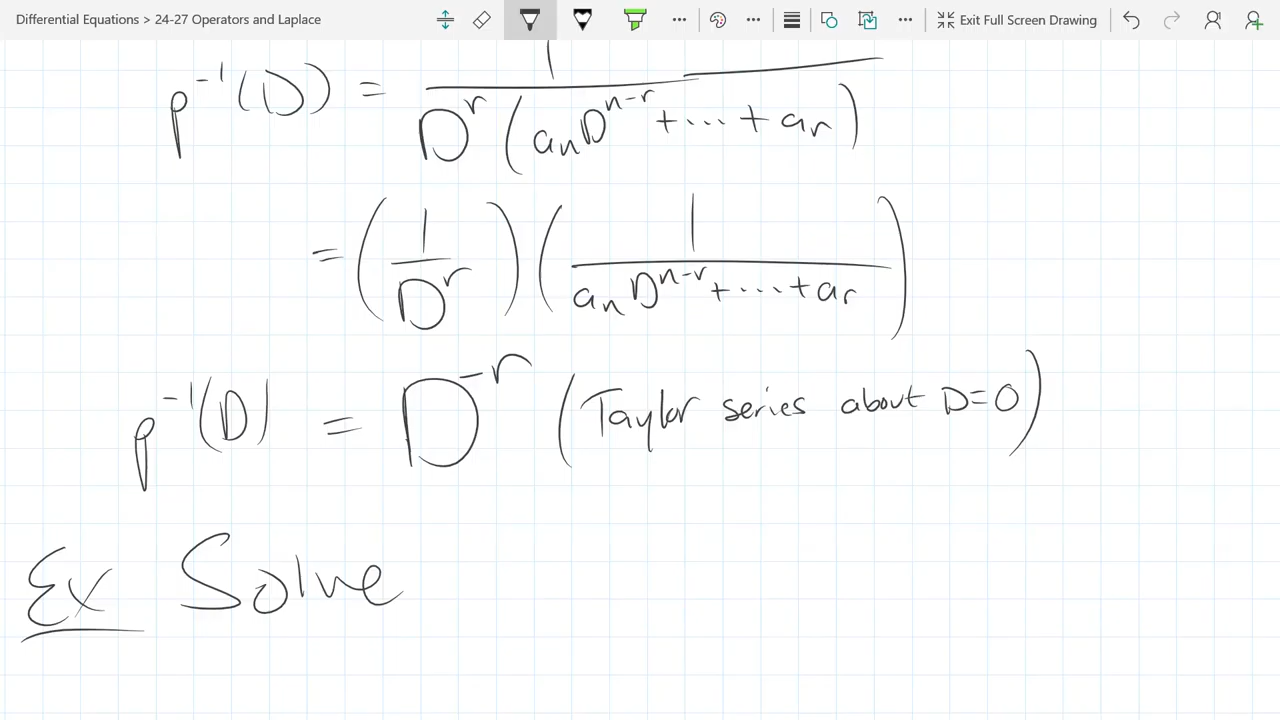 Differential Equations > 24-27 Operators and Laplace Exit Full Screen Drawing
p⁻¹(D) = 1 / (Dʳ (aₙDⁿ⁻ʳ + ... + aᵣ))
= (1 / Dʳ) (1 / (aₙDⁿ⁻ʳ + ... + aᵣ))
p⁻¹(D) = D⁻ʳ (Taylor series about D=0)
Ex Solve